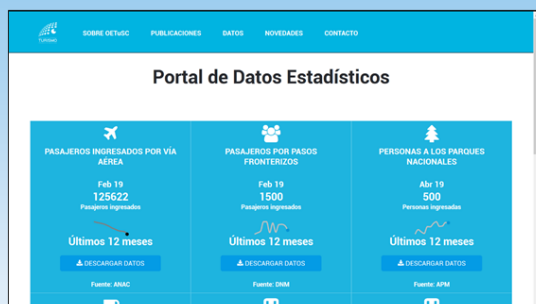 TURISMO
SOBRE OETuSC PUBLICACIONES DATOS NOVEDADES CONTACTO
Portal de Datos Estadísticos
PASAJEROS INGRESADOS POR VÍA
AÉREA
Feb 19
125622
Pasajeros ingresados
Últimos 12 meses
DESCARGAR DATOS
Fuente: ANAC
PASAJEROS POR PASOS
FRONTERIZOS
Feb 19
1500
Pasajeros ingresados
Últimos 12 meses
DESCARGAR DATOS
Fuente: DNM
PERSONAS A LOS PARQUES
NACIONALES
Abr 19
500
Personas ingresadas
Últimos 12 meses
DESCARGAR DATOS
Fuente: APM